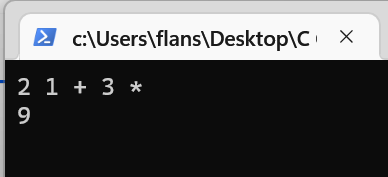 c:\Users\flans\Desktop\C
2 1 + 3 *
9